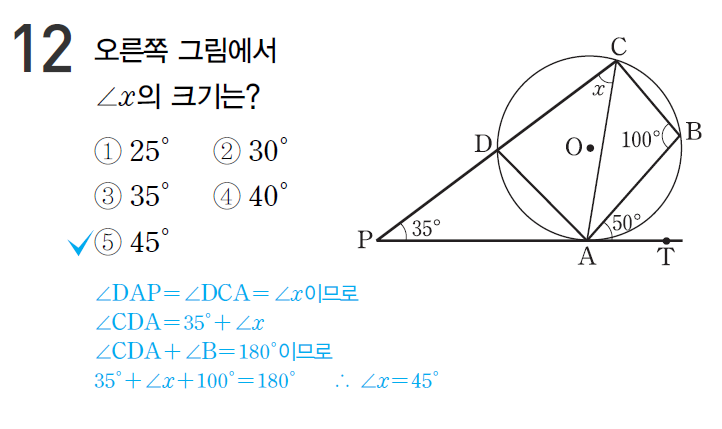 12
오른쪽 그림에서
∠x의 크기는?
① 25° ② 30°
③ 35° ④ 40°
⑤ 45°
C
x
D
O
100°
B
P
35°
50°
A
T
∠DAP=∠DCA=∠x이므로
∠CDA=35°+∠x
∠CDA+∠B=180°이므로
35°+∠x+100°=180° ∴ ∠x=45°